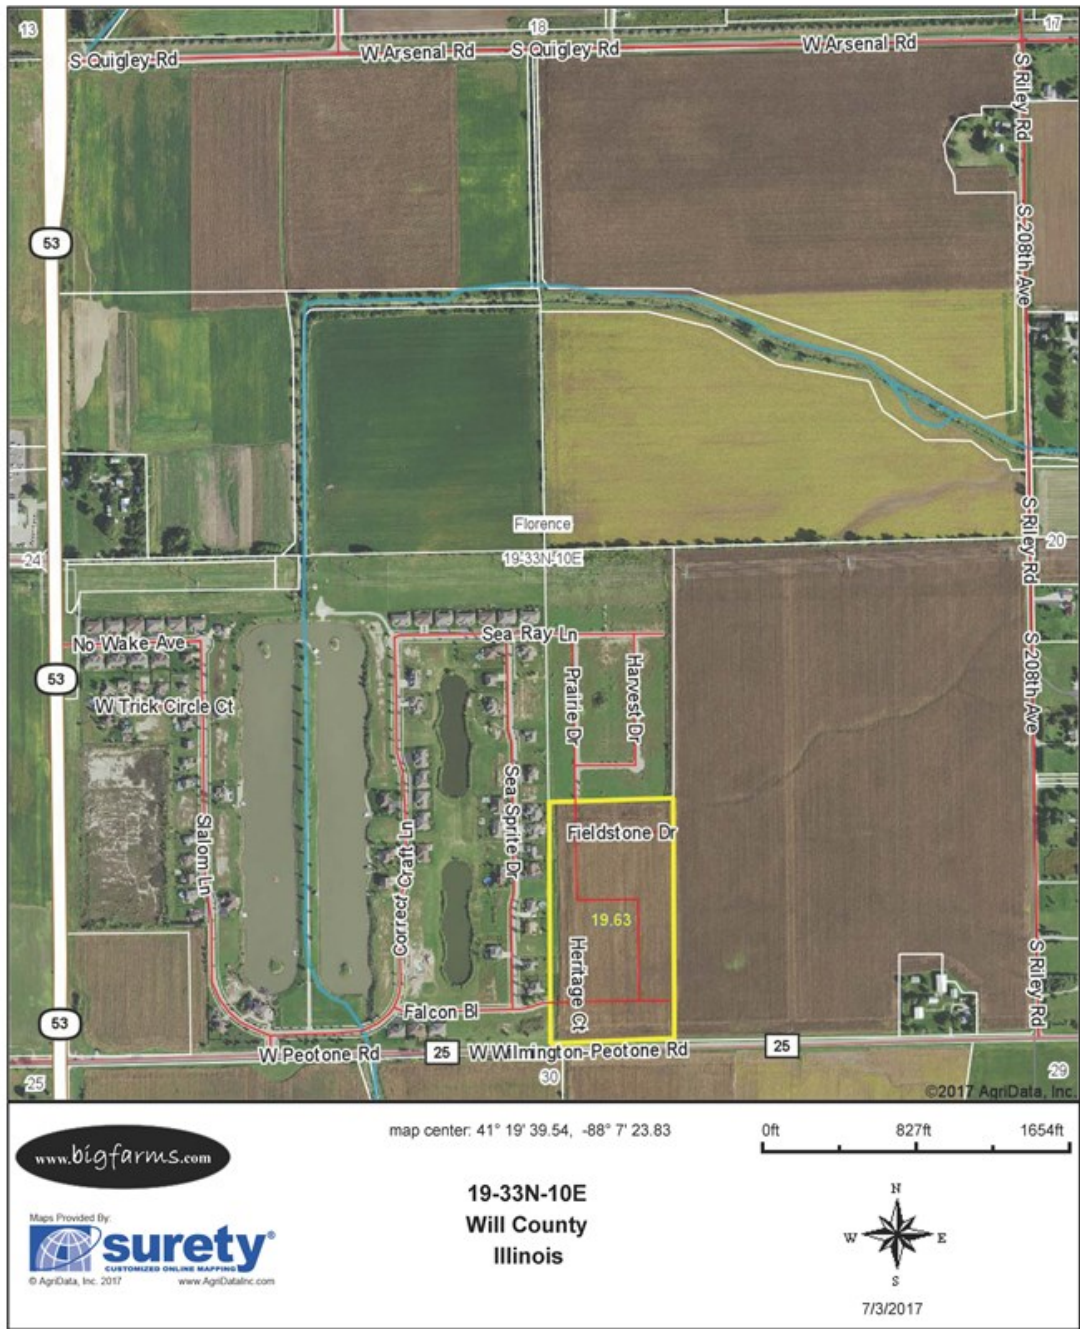 13
18
17
S Quigley Rd
W Arsenal Rd
S Quigley Rd
W Arsenal Rd
S Riley Rd
53
S 208th Ave
Florence
24
19-33N-10E
20
S Riley Rd
No Wake Ave
Sea Ray Ln
53
W Trick Circle Ct
Prairie Dr
Harvest Dr
S 208th Ave
Slalom Ln
Correct Craft Ln
Sea Sprite Dr
Fieldstone Dr
19.63
Heritage Ct
S Riley Rd
53
Falcon Bl
W Peotone Rd
25
W Wilmington-Peotone Rd
25
25
30
29
©2017 AgriData, Inc.
www.bigfarms.com
map center: 41° 19' 39.54, -88° 7' 23.83
0ft 827ft 1654ft
19-33N-10E
Will County
Illinois
N
W E
S
Maps Provided By:
surety®
CUSTOMIZED ONLINE MAPPING
© AgriData, Inc. 2017 www.AgriDataInc.com
7/3/2017